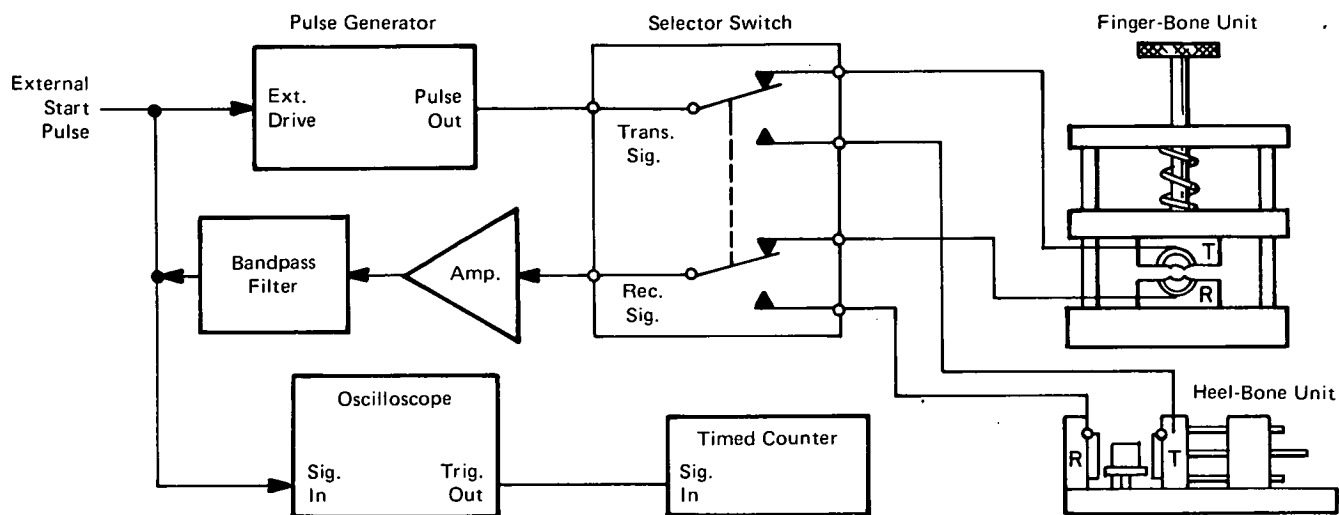 Pulse Generator
Selector Switch
Finger-Bone Unit
External
Start
Pulse
Ext.
Drive
Pulse
Out
Trans.
Sig.
Bandpass
Filter
Amp.
Rec.
Sig.
T
R
Oscilloscope
Sig.
In
Trig.
Out
Timed Counter
Sig.
In
Heel-Bone Unit
R
T